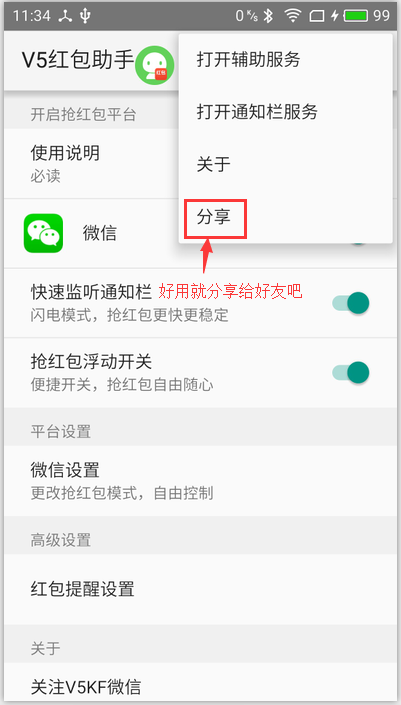 11:34
0 K/s
99
V5红包助手
红包
打开辅助服务
打开通知栏服务
关于
分享
好用就分享给好友吧
开启抢红包平台
使用说明
必读
微信
快速监听通知栏
闪电模式，抢红包更快更稳定
抢红包浮动开关
便捷开关，抢红包自由随心
平台设置
微信设置
更改抢红包模式，自由控制
高级设置
红包提醒设置
关于
关注V5KF微信